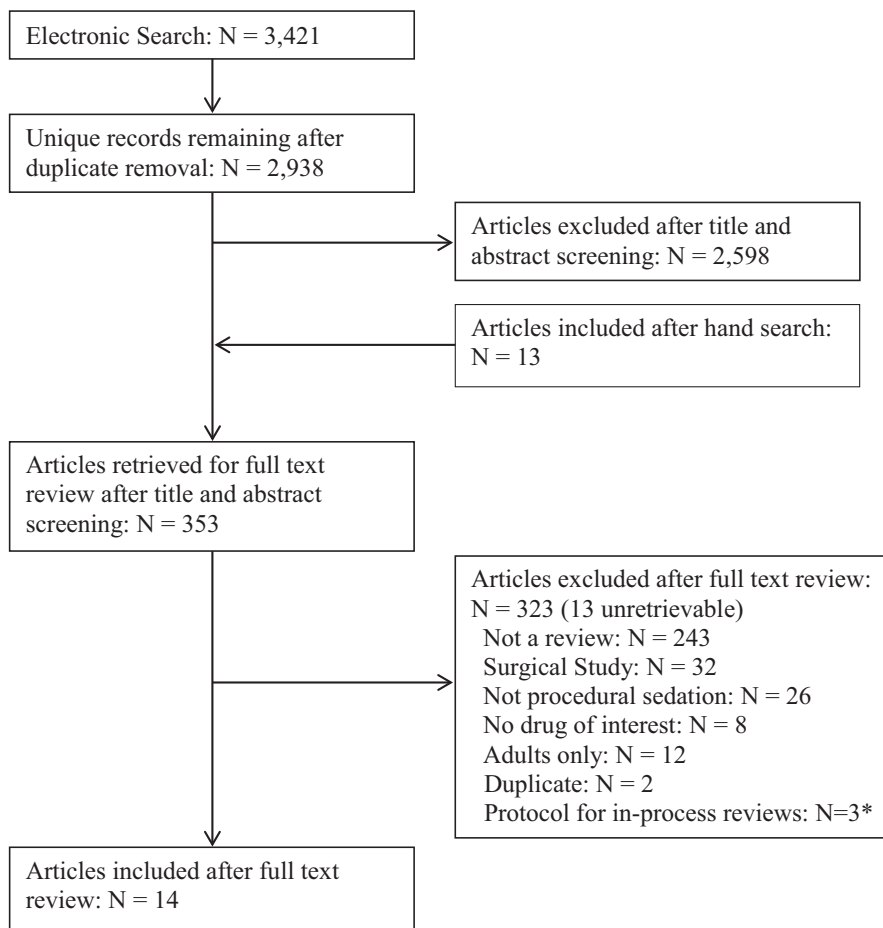 Electronic Search: N = 3,421
Unique records remaining after
duplicate removal: N = 2,938
Articles excluded after title and
abstract screening: N = 2,598
Articles included after hand search:
N = 13
Articles retrieved for full text
review after title and abstract
screening: N = 353
Articles excluded after full text review:
N = 323 (13 unretrievable)
Not a review: N = 243
Surgical Study: N = 32
Not procedural sedation: N = 26
No drug of interest: N = 8
Adults only: N = 12
Duplicate: N = 2
Protocol for in-process reviews: N=3*
Articles included after full text
review: N = 14